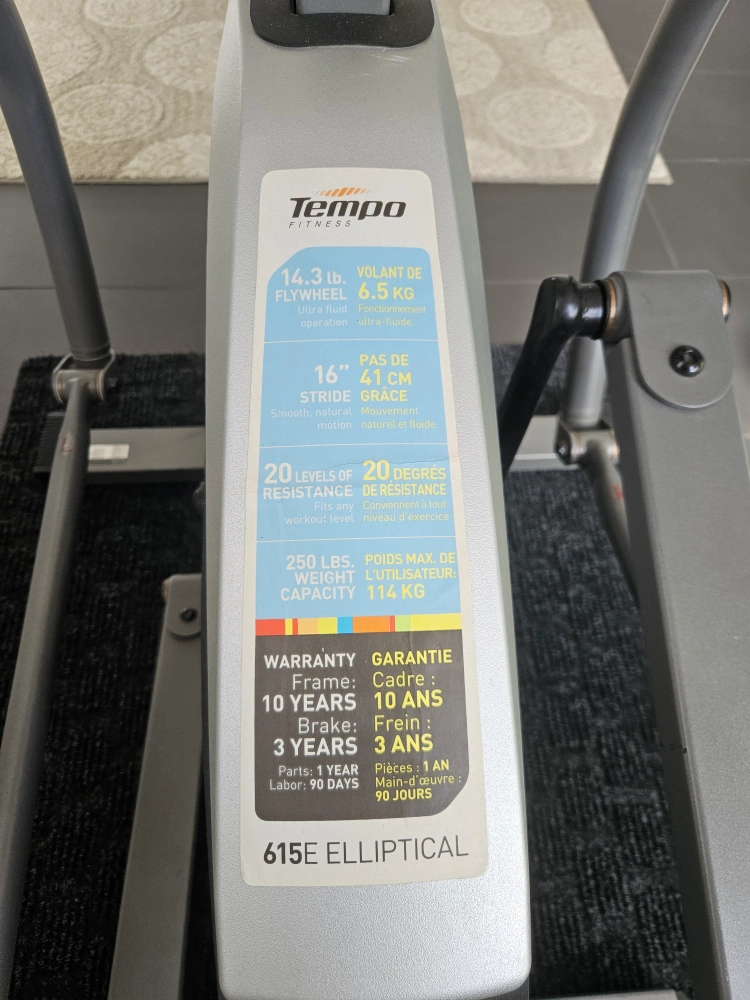 Tempo
FITNESS
14.3 lb.
FLYWHEEL
Ultra fluid
operation
VOLANT DE
6.5 KG
Fonctionnement
ultra-fluide.
16"
STRIDE
Smooth, natural
motion
PAS DE
41 CM
GRÂCE
Mouvement
naturel et fluide.
20 LEVELS OF
RESISTANCE
Fits any
workout level
20 DEGRÉS
DE RÉSISTANCE
Conviennent à tout
niveau d'exercice
250 LBS.
WEIGHT
CAPACITY
POIDS MAX. DE
L'UTILISATEUR:
114 KG
WARRANTY
Frame:
10 YEARS
Brake:
3 YEARS
Parts: 1 YEAR
Labor: 90 DAYS
GARANTIE
Cadre :
10 ANS
Frein :
3 ANS
Pièces : 1 AN
Main-d'œuvre :
90 JOURS
615E ELLIPTICAL